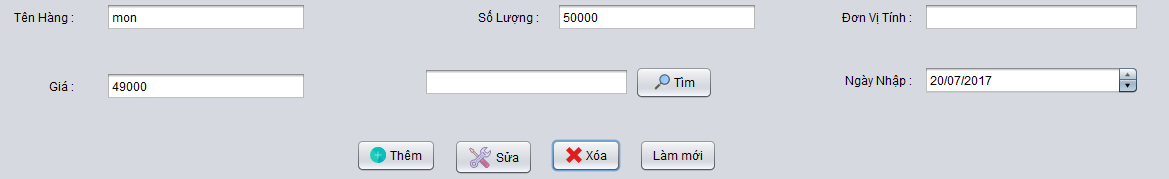 Tên Hàng : mon Số Lượng : 50000 Đơn Vị Tính :
Giá : 49000 Tìm Ngày Nhập : 20/07/2017
Thêm Sửa Xóa Làm mới